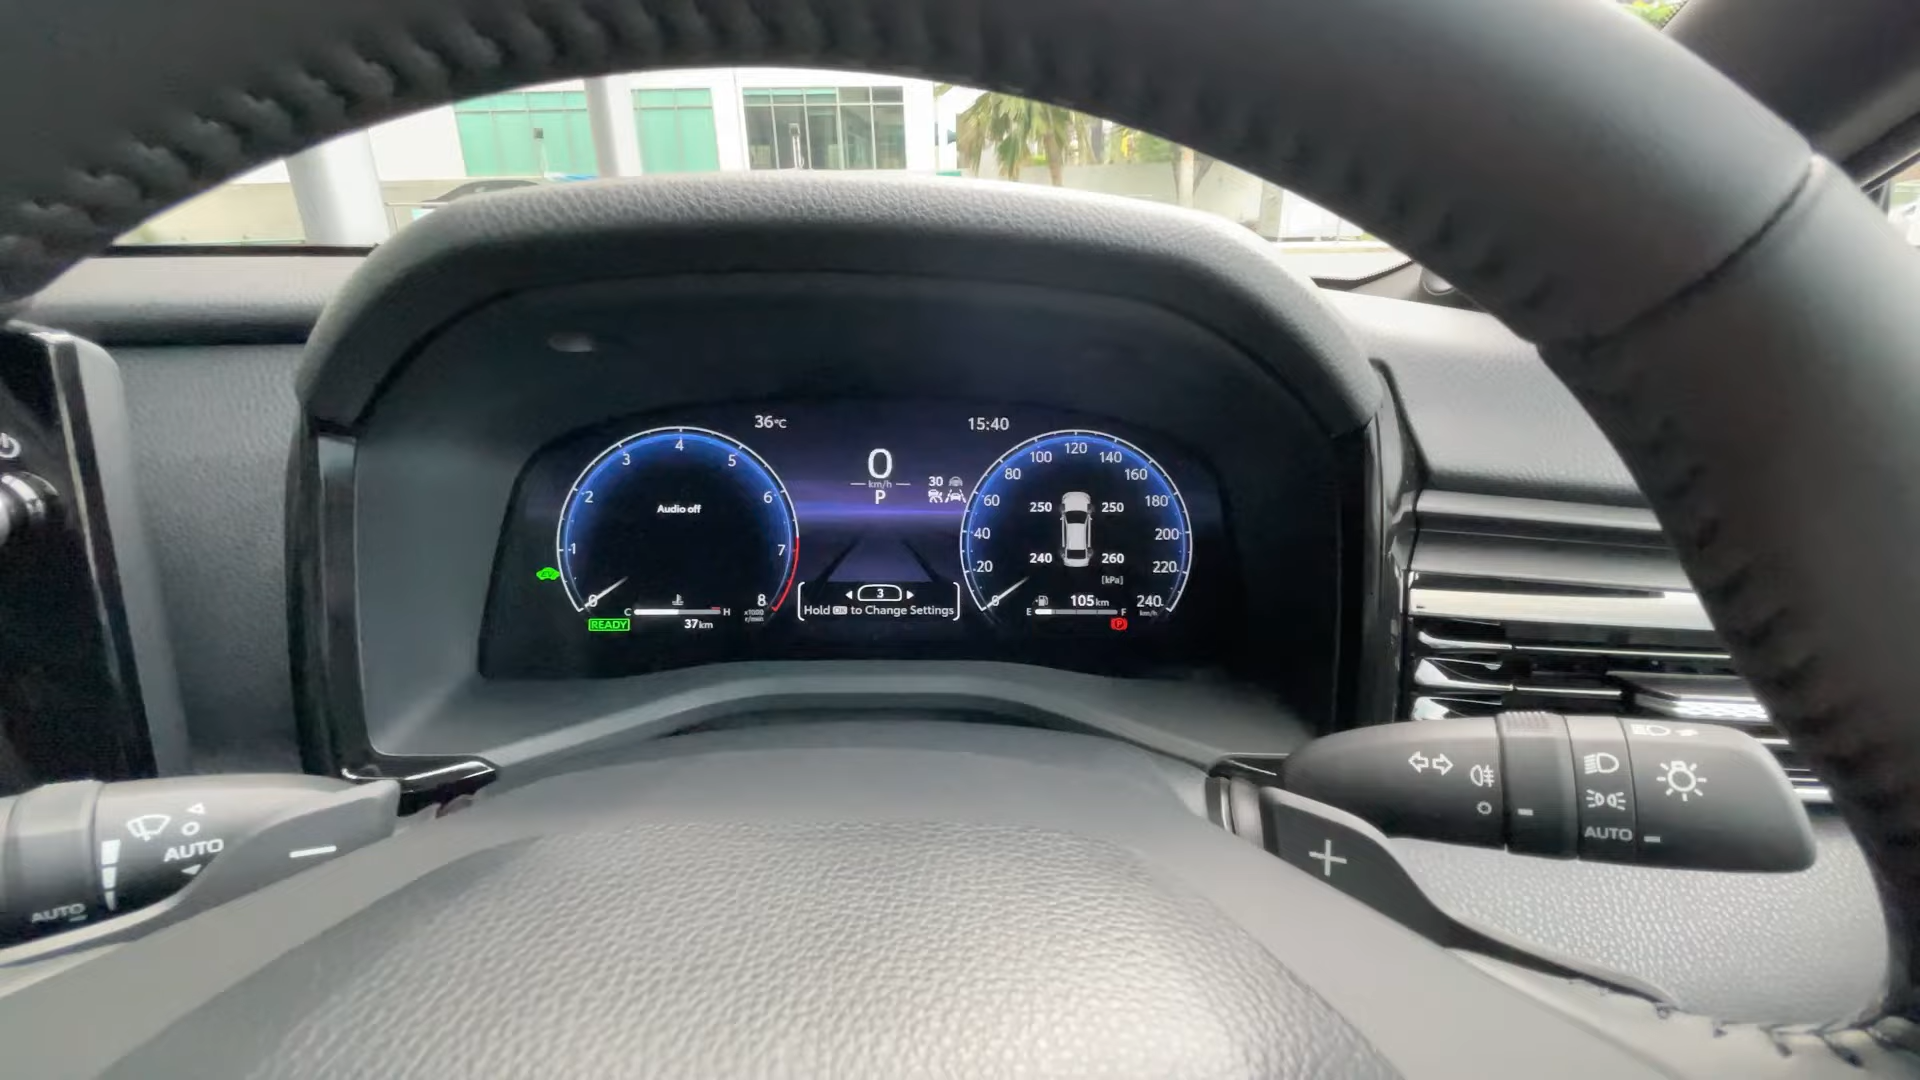 36°C
15:40
4
3
5
2
6
1
7
0
8
Audio off
x1000
r/min
C
H
READY
37km
EV
0
km/h
P
30
3
Hold OK to Change Settings
120
100
140
80
160
60
180
40
200
20
220
0
240
km/h
250
250
240
260
[kPa]
105km
E
F
P
AUTO
AUTO
AUTO